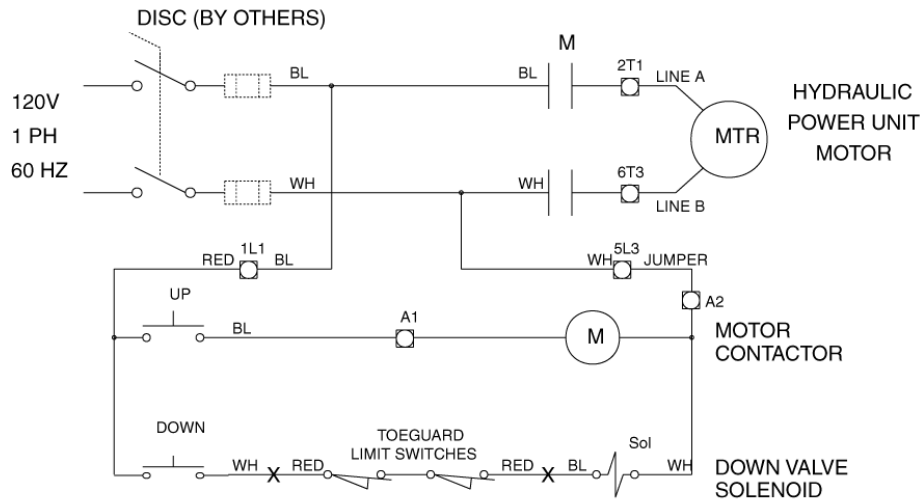 DISC (BY OTHERS)
M
BL
BL
2T1
LINE A
120V
1 PH
60 HZ
MTR
HYDRAULIC
POWER UNIT
MOTOR
WH
WH
6T3
LINE B
1L1
RED
BL
5L3
WH
JUMPER
A2
UP
BL
A1
M
MOTOR
CONTACTOR
DOWN
TOEGUARD
LIMIT SWITCHES
Sol
WH
X
RED
RED
X
BL
WH
DOWN VALVE
SOLENOID